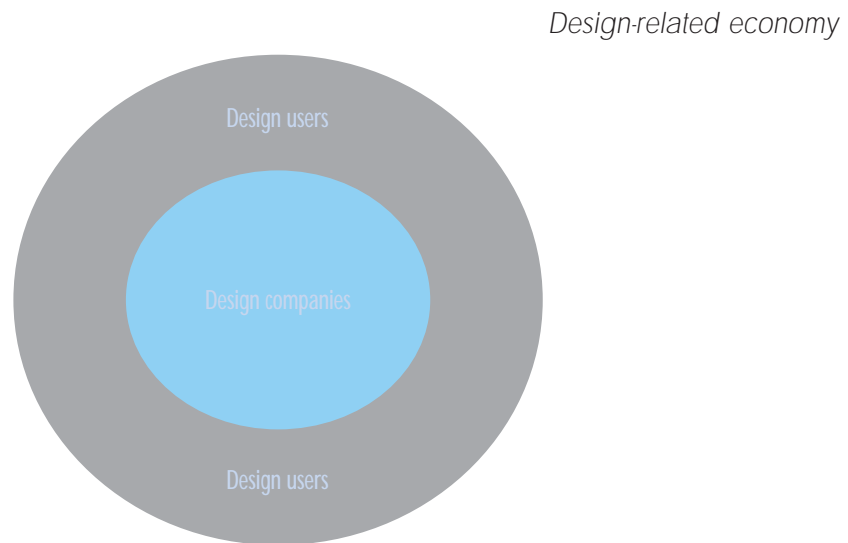 Design-related economy
Design users
Design companies
Design users